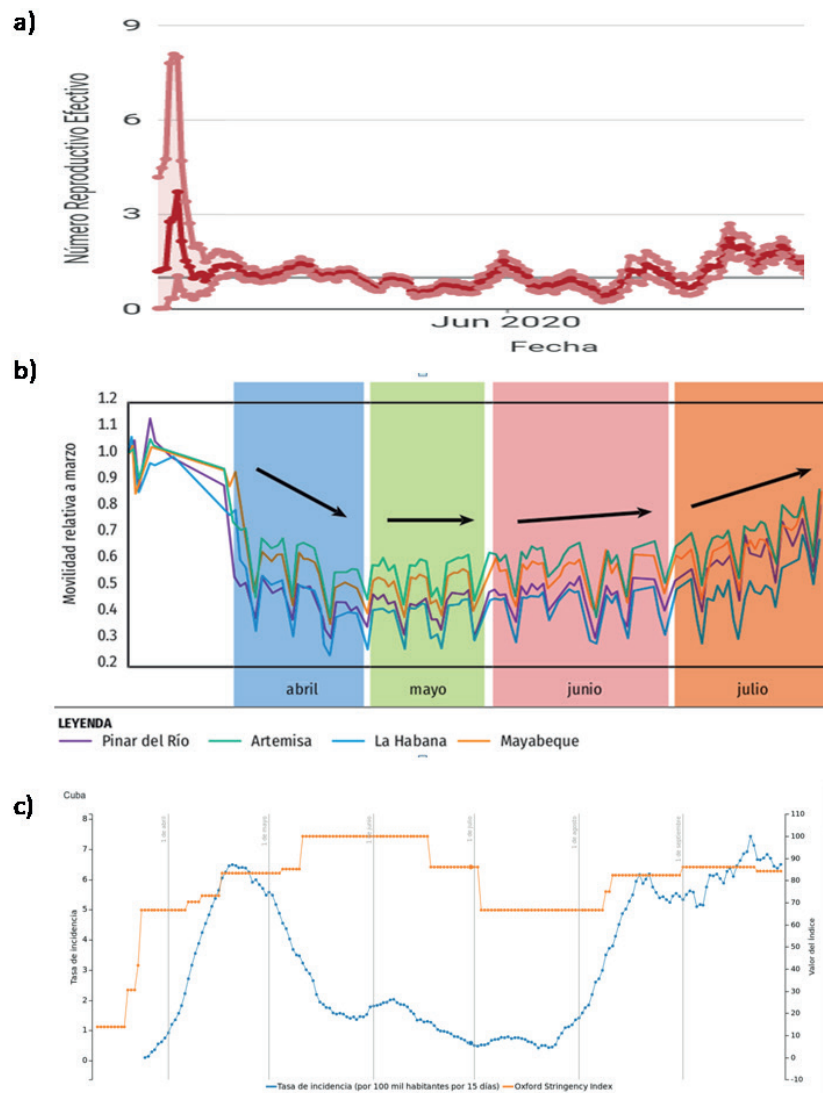 a)
9
6
3
0
Número Reproductivo Efectivo
Jun 2020
Fecha
b)
1.2
1.1
1.0
0.9
0.8
0.7
0.6
0.5
0.4
0.3
0.2
Movilidad relativa a marzo
abril mayo junio julio
LEYENDA
Pinar del Río Artemisa La Habana Mayabeque
c)
Cuba
8
7
6
5
4
3
2
1
0
Tasa de incidencia
1 de abril
1 de mayo
1 de junio
1 de julio
1 de agosto
1 de septiembre
110
100
90
80
70
60
50
40
30
20
10
0
-10
Valor del Índice
Tasa de incidencia (por 100 mil habitantes por 15 días) Oxford Stringency Index